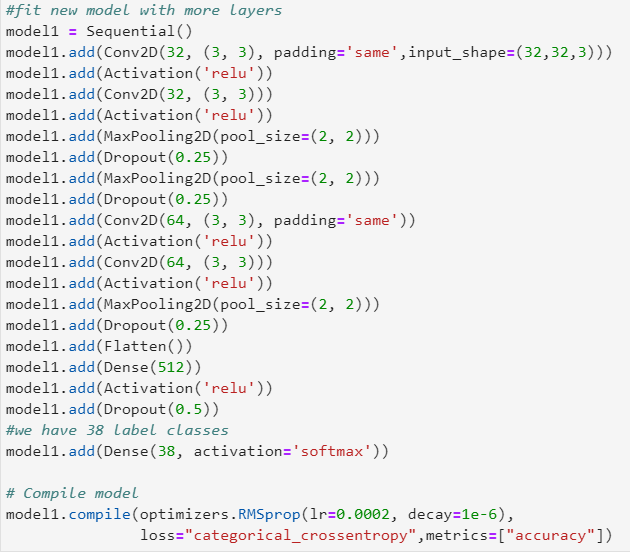 #fit new model with more layers
model1 = Sequential()
model1.add(Conv2D(32, (3, 3), padding='same',input_shape=(32,32,3)))
model1.add(Activation('relu'))
model1.add(Conv2D(32, (3, 3)))
model1.add(Activation('relu'))
model1.add(MaxPooling2D(pool_size=(2, 2)))
model1.add(Dropout(0.25))
model1.add(MaxPooling2D(pool_size=(2, 2)))
model1.add(Dropout(0.25))
model1.add(Conv2D(64, (3, 3), padding='same'))
model1.add(Activation('relu'))
model1.add(Conv2D(64, (3, 3)))
model1.add(Activation('relu'))
model1.add(MaxPooling2D(pool_size=(2, 2)))
model1.add(Dropout(0.25))
model1.add(Flatten())
model1.add(Dense(512))
model1.add(Activation('relu'))
model1.add(Dropout(0.5))
#we have 38 label classes
model1.add(Dense(38, activation='softmax'))

# Compile model
model1.compile(optimizers.RMSprop(lr=0.0002, decay=1e-6),
               loss="categorical_crossentropy",metrics=["accuracy"])